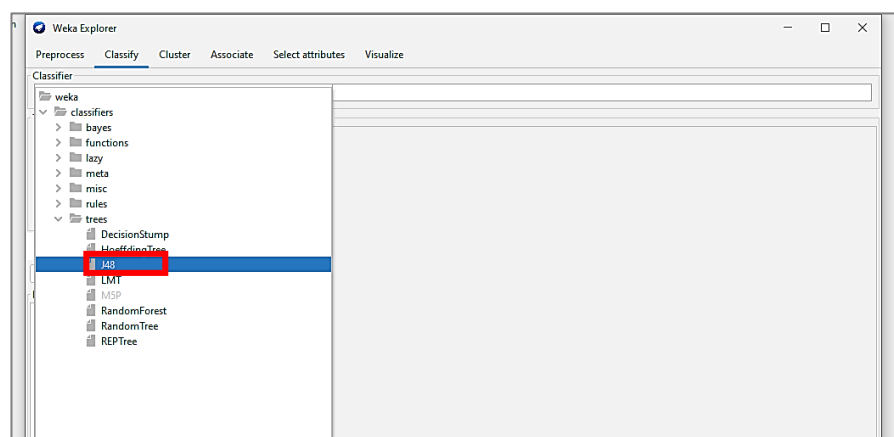 Weka Explorer
Preprocess Classify Cluster Associate Select attributes Visualize
Classifier
weka
classifiers
bayes
functions
lazy
meta
misc
rules
trees
DecisionStump
HoeffdingTree
J48
LMT
M5P
RandomForest
RandomTree
REPTree